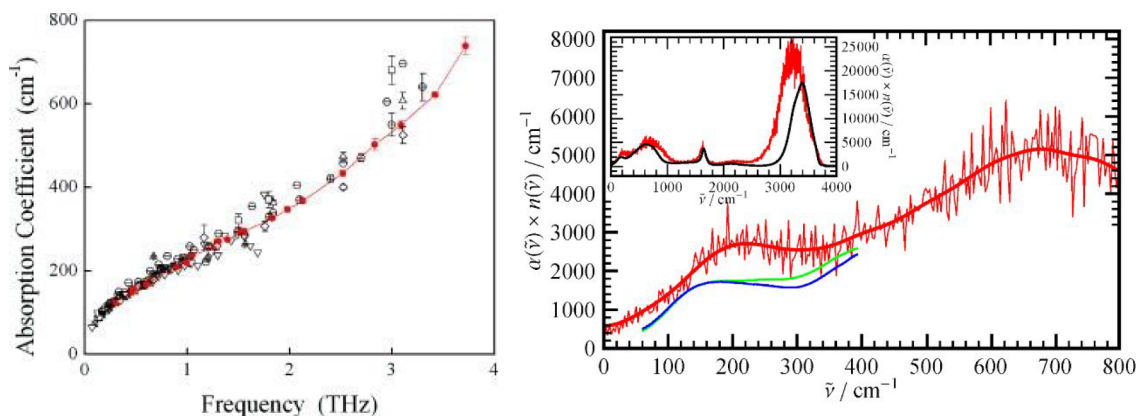 Absorption Coefficient (cm⁻¹)
800
600
400
200
0
0 1 2 3 4
Frequency (THz)
8000
7000
6000
5000
4000
3000
2000
1000
0
α(ν̃) × n(ν̃) / cm⁻¹
25000
20000
15000
10000
5000
0
α(ν̃) × n(ν̃) / cm⁻¹
0 1000 2000 3000 4000
ν̃ / cm⁻¹
0 100 200 300 400 500 600 700 800
ν̃ / cm⁻¹